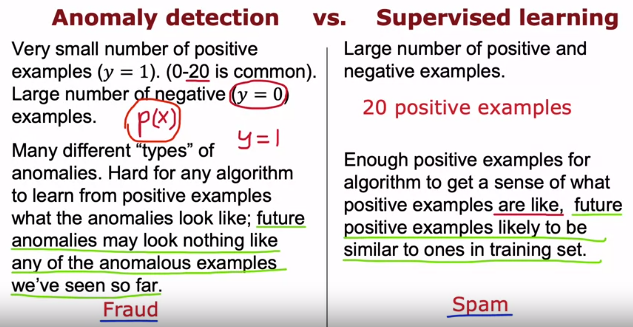 Anomaly detection vs. Supervised learning
Very small number of positive
examples (y = 1). (0-20 is common).
Large number of negative (y = 0)
examples.
p(x)
y=1
Many different "types" of
anomalies. Hard for any algorithm
to learn from positive examples
what the anomalies look like; future
anomalies may look nothing like
any of the anomalous examples
we've seen so far.
Fraud
Large number of positive and
negative examples.
20 positive examples
Enough positive examples for
algorithm to get a sense of what
positive examples are like, future
positive examples likely to be
similar to ones in training set.
Spam